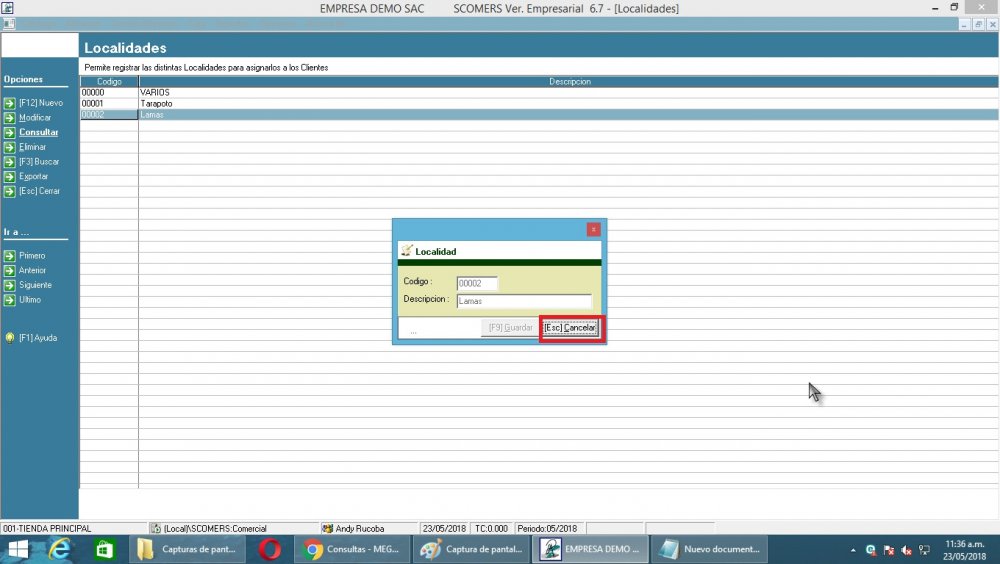 EMPRESA DEMO SAC SCOMERS Ver. Empresarial 6.7 - [Localidades]
Localidades
Permite registrar las distintas Localidades para asignarlos a los Clientes
Opciones
[F12] Nuevo
Modificar
Consultar
Eliminar
[F3] Buscar
Exportar
[Esc] Cerrar
Ir a ...
Primero
Anterior
Siguiente
Ultimo
[F1] Ayuda
Codigo Descripcion
00000 VARIOS
00001 Tarapoto
00002 Lamas
Localidad
Codigo : 00002
Descripcion : Lamas
... [F9] Guardar [Esc] Cancelar
001-TIENDA PRINCIPAL (Local)\SCOMERS:Comercial Andy Rucoba 23/05/2018 TC:0.000 Periodo:05/2018
Capturas de pant... Consultas - MEG... Captura de pantal... EMPRESA DEMO ... Nuevo document... 11:36 a.m.
23/05/2018